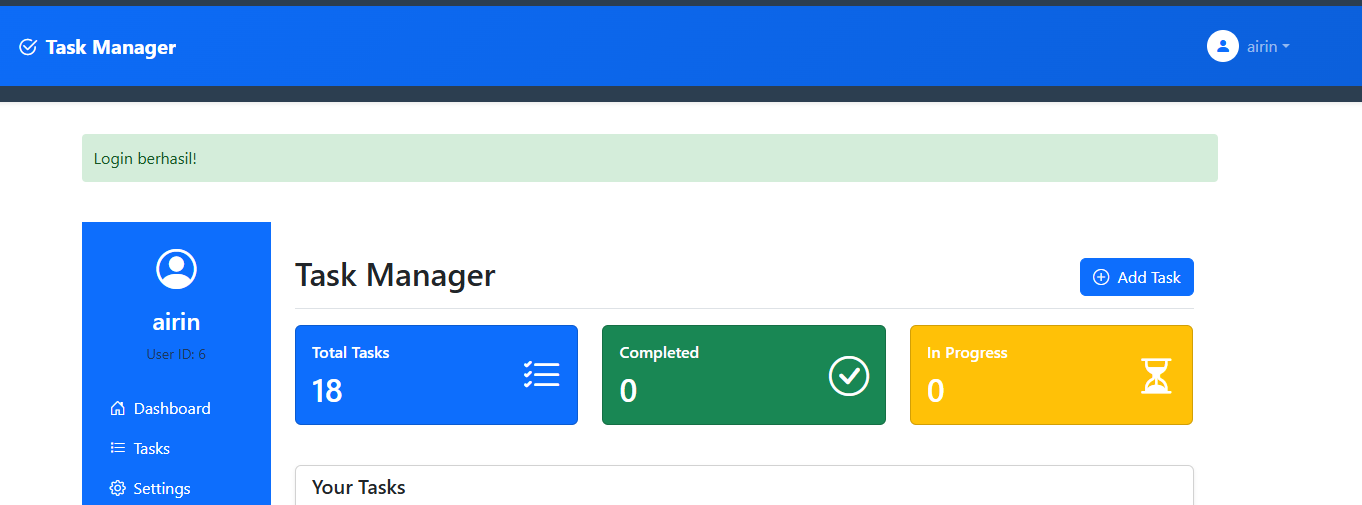 Task Manager
airin
Login berhasil!
airin
User ID: 6
Dashboard
Tasks
Settings
Task Manager
Add Task
Total Tasks
18
Completed
0
In Progress
0
Your Tasks